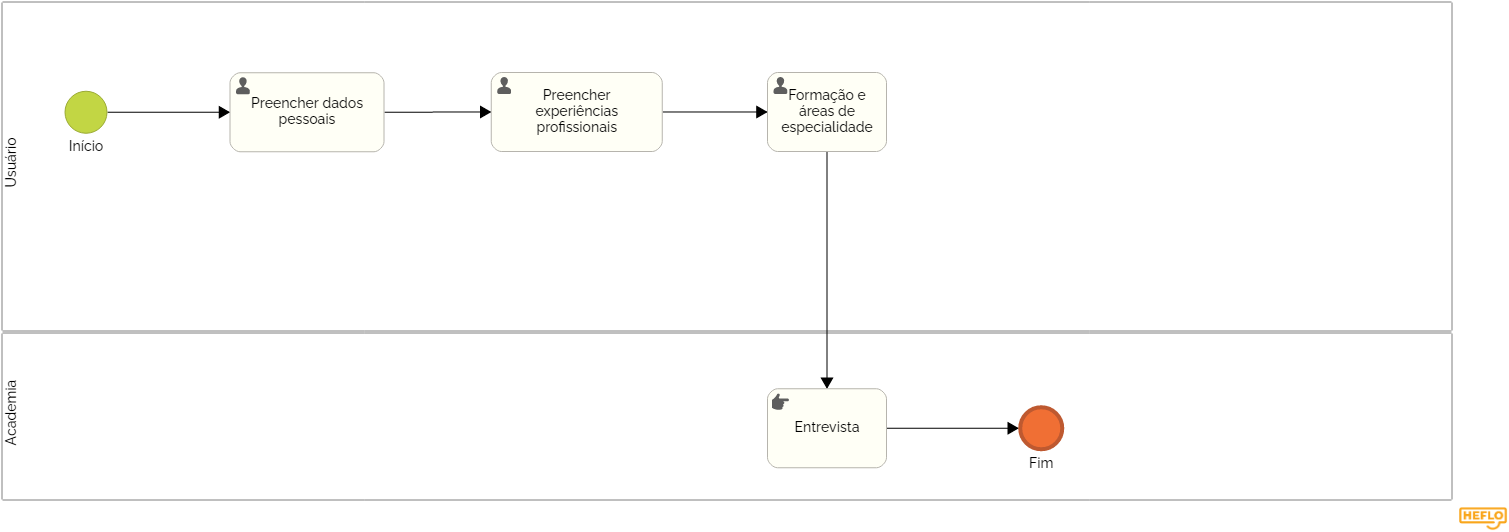 Usuário
Início
Preencher dados
pessoais
Preencher
experiências
profissionais
Formação e
áreas de
especialidade
Academia
Entrevista
Fim
HEFLO